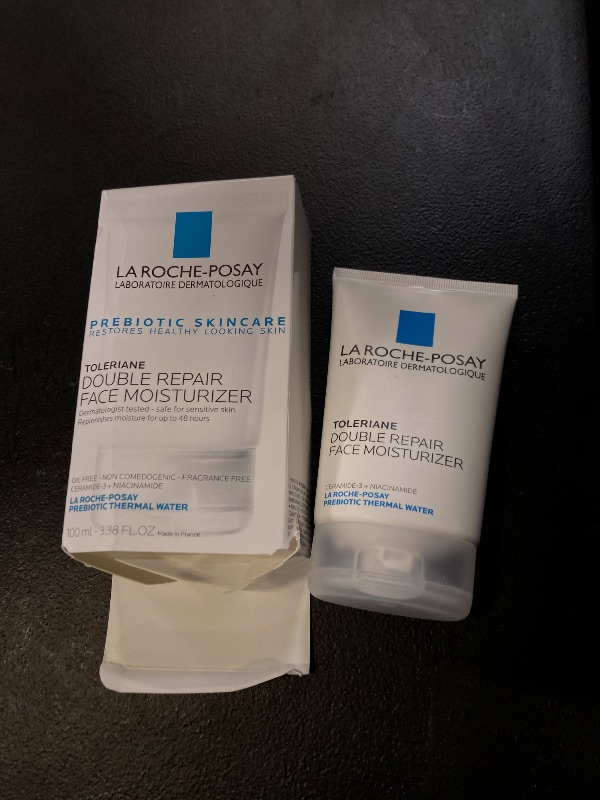 LA ROCHE-POSAY
LABORATOIRE DERMATOLOGIQUE
PREBIOTIC SKINCARE
RESTORES HEALTHY LOOKING SKIN
TOLERIANE
DOUBLE REPAIR
FACE MOISTURIZER
Dermatologist tested - safe for sensitive skin
Replenishes moisture for up to 48 hours
OIL FREE - NON COMEDOGENIC - FRAGRANCE FREE
CERAMIDE-3 + NIACINAMIDE
LA ROCHE-POSAY
PREBIOTIC THERMAL WATER
100 ml - 3.38 FL.OZ Made in France
LA ROCHE-POSAY
LABORATOIRE DERMATOLOGIQUE
TOLERIANE
DOUBLE REPAIR
FACE MOISTURIZER
CERAMIDE-3 + NIACINAMIDE
LA ROCHE-POSAY
PREBIOTIC THERMAL WATER